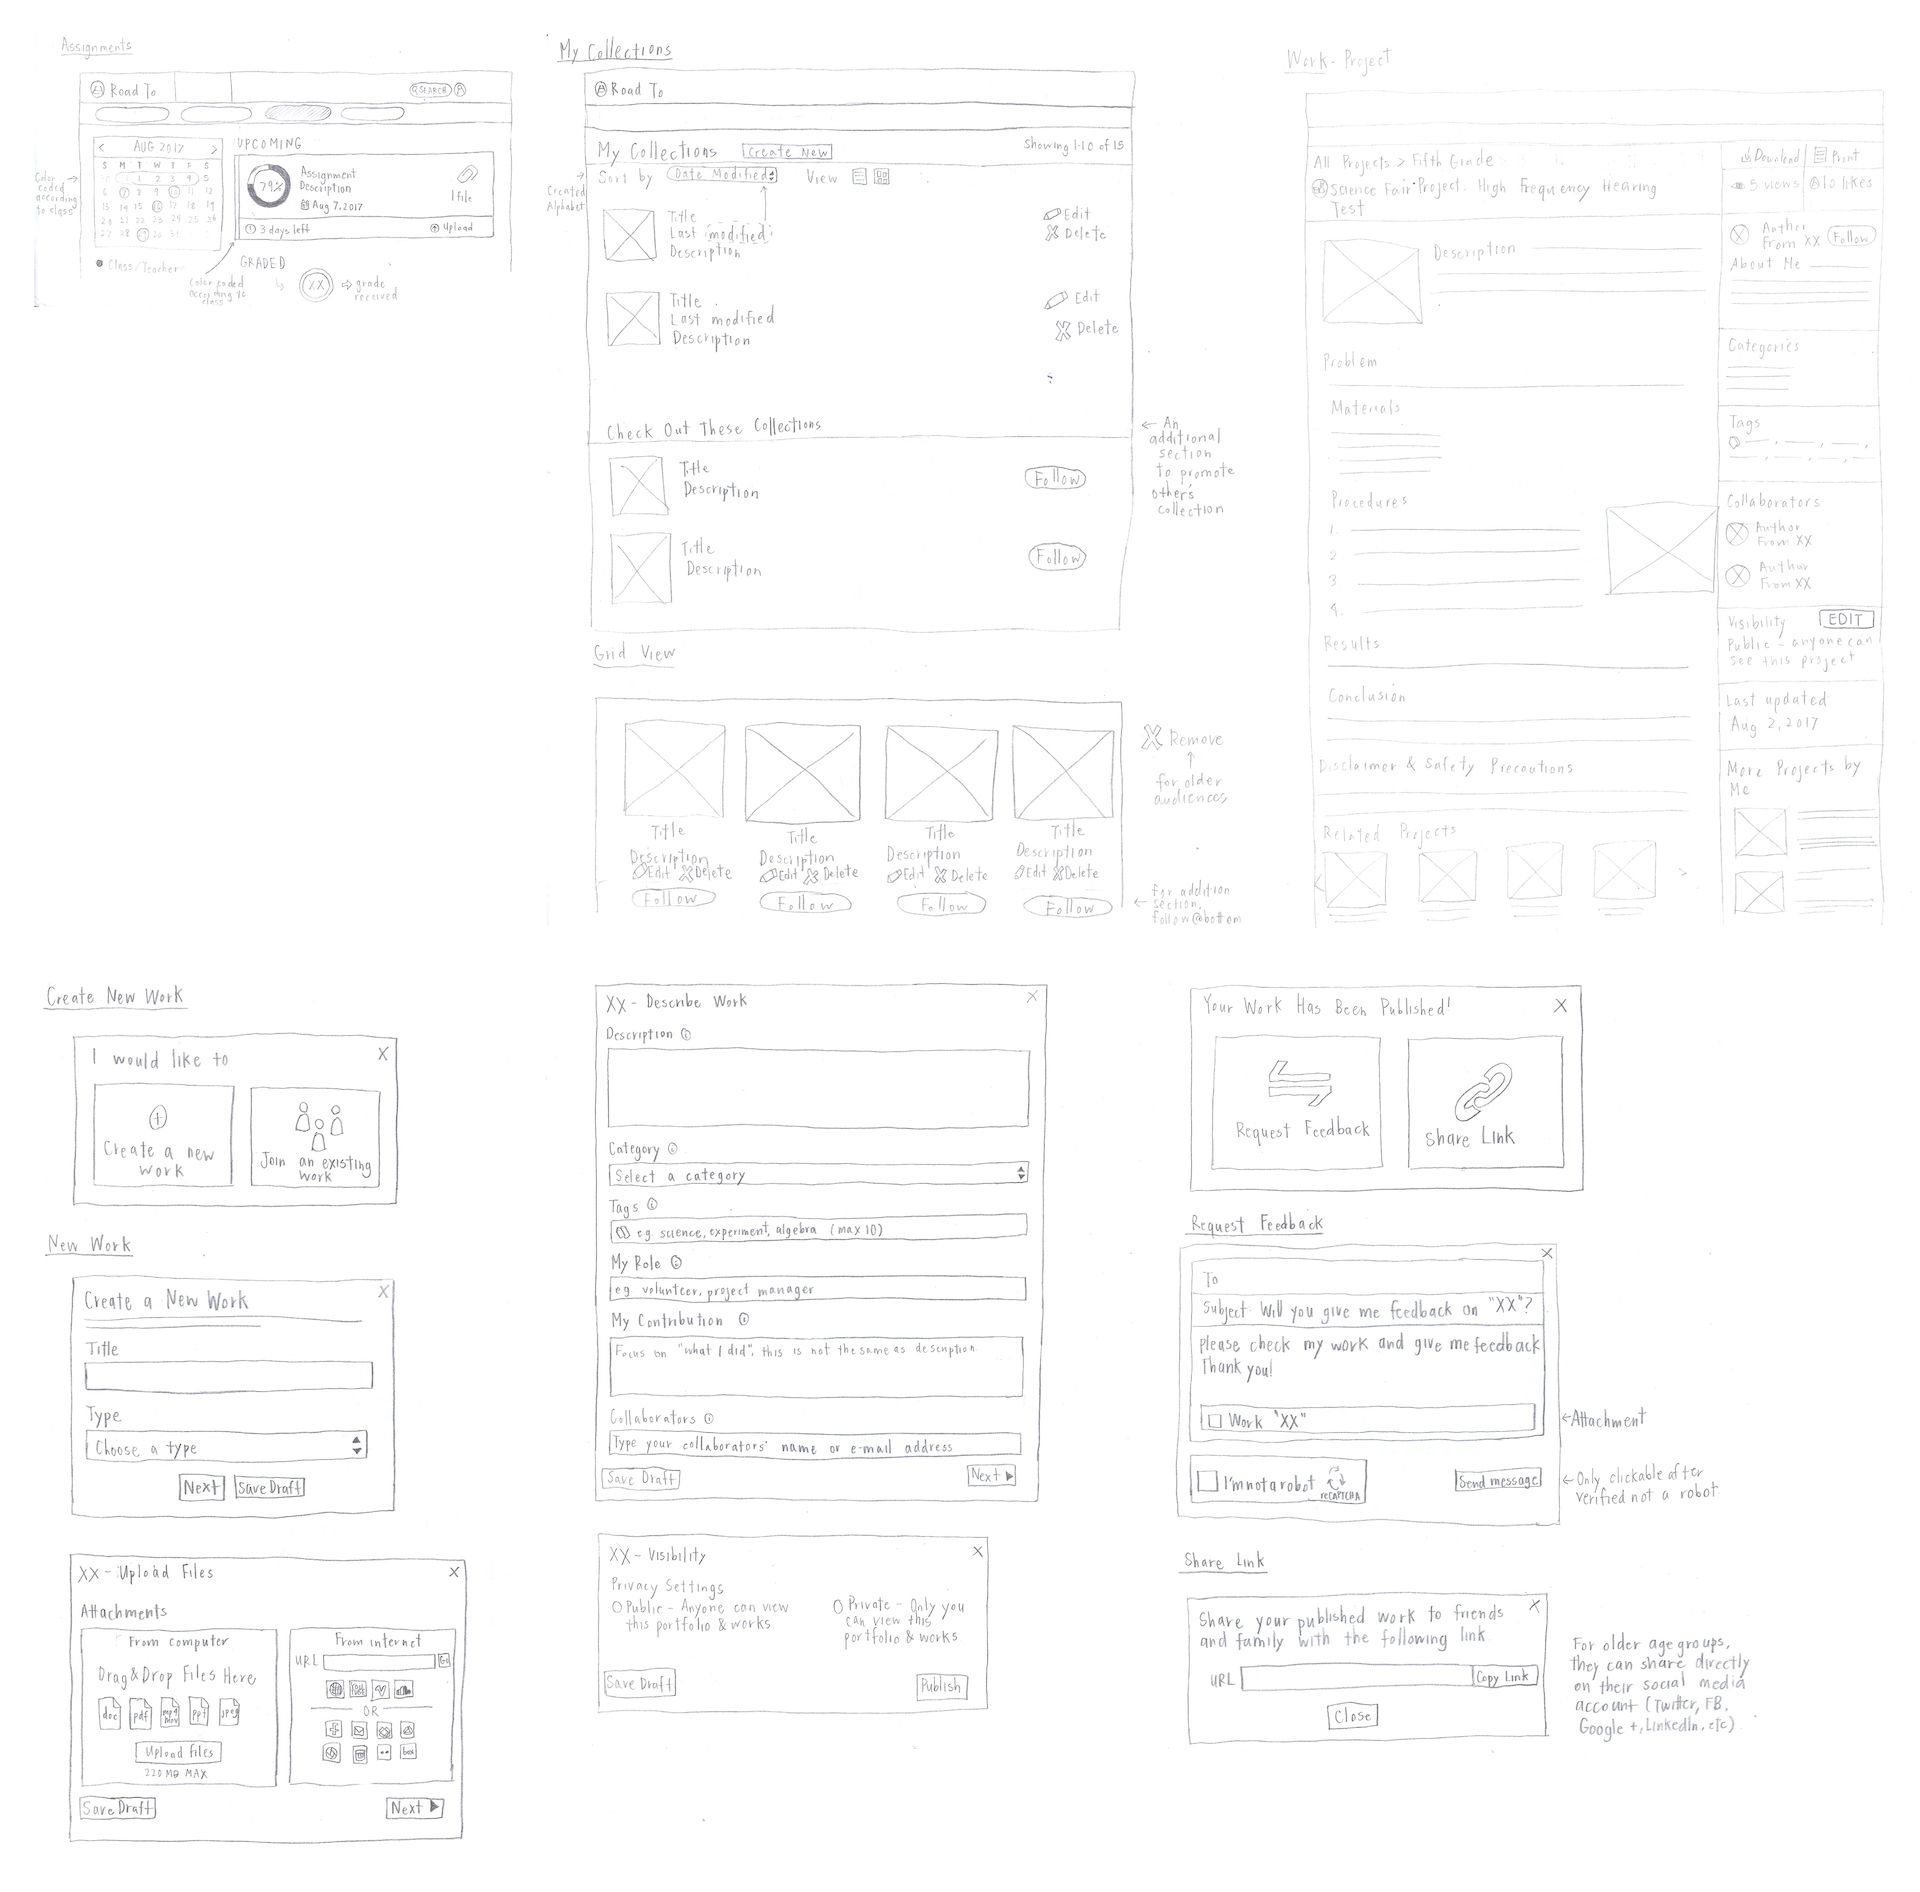 Assignments
Road To
SEARCH
AUG 2017
S M T W T F S
1 2 3 4 5
6 7 8 9 10 11 12
13 14 15 16 17 18 19
20 21 22 23 24 25 26
27 28 29 30 31
Class/Teacher
Color
coded
according
to class
UPCOMING
79%
Assignment
Description
Aug 7, 2017
1 file
3 days left
Upload
Color coded
according to
class
GRADED
XX
grade
received
My Collections
Road To
My Collections
Create New
Showing 1-10 of 15
Sort by
Date Modified
View
Created
Alphabet
Title
Last modified
Description
Edit
Delete
Title
Last modified
Description
Edit
Delete
Check Out These Collections
Title
Description
Follow
Title
Description
Follow
An
additional
section
to promote
other's
collection
Grid View
Title
Description
Edit
Delete
Follow
Title
Description
Edit
Delete
Follow
Title
Description
Edit
Delete
Follow
Title
Description
Edit
Delete
Follow
Remove
for older
audiences
for addition
section,
follow@bottom
Work - Project
All Projects > Fifth Grade
Science Fair Project: High Frequency Hearing
Test
Download
Print
5 views
10 likes
Description
Problem
Materials
Procedures
1.
2
3
4.
Results
Conclusion
Disclaimer & Safety Precautions
Related Projects
Author
From XX
Follow
About Me
Categories
Tags
Collaborators
Author
From XX
Author
From XX
Visibility
EDIT
Public - anyone can
see this project
Last updated
Aug 2, 2017
More Projects by
Me
Create New Work
I would like to
X
Create a new
work
Join an existing
work
New Work
Create a New Work
X
Title
Type
Choose a type
Next
Save Draft
XX - Upload Files
X
Attachments
From computer
Drag&Drop Files Here
doc
pdf
mp4
mov
ppt
jpeg
Upload files
220 MB MAX
From internet
URL
Go
OR
box
Save Draft
Next
XX - Describe Work
X
Description
Category
Select a category
Tags
eg. science, experiment, algebra (max 10)
My Role
eg. volunteer, project manager
My Contribution
Focus on "what I did", this is not the same as description.
Collaborators
Type your collaborators' name or e-mail address
Save Draft
Next
XX - Visibility
X
Privacy Settings
Public - Anyone can view
this portfolio & works
Private - Only you
can view this
portfolio & works
Save Draft
Publish
Your Work Has Been Published!
X
Request Feedback
Share Link
Request Feedback
X
To
Subject: Will you give me feedback on "XX"?
Please check my work and give me feedback
Thank you!
Work "XX"
Attachment
I'm not a robot
reCAPTCHA
Send message
Only clickable after
verified not a robot.
Share Link
X
Share your published work to friends
and family with the following link.
URL
Copy Link
Close
For older age groups,
they can share directly
on their social media
account (Twitter, FB,
Google +, LinkedIn, etc)